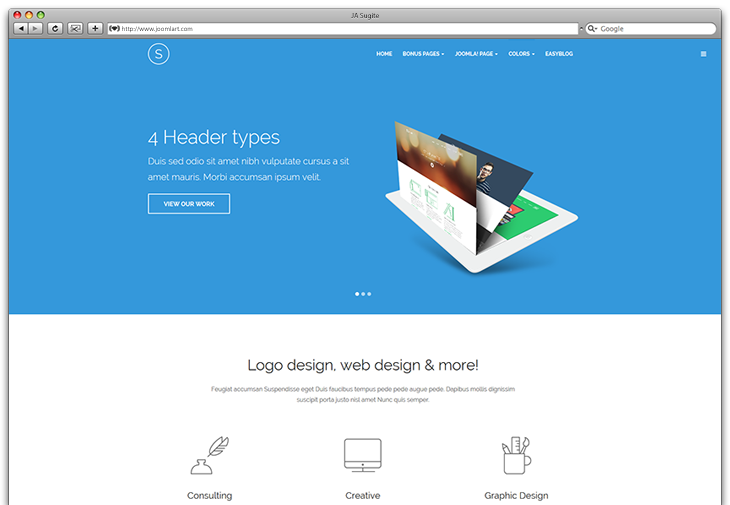 JA Sugite
http://www.joomlart.com
Google
S
HOME BONUS PAGES JOOMLA! PAGE COLORS EASYBLOG
4 Header types
Duis sed odio sit amet nibh vulputate cursus a sit
amet mauris. Morbi accumsan ipsum velit.
VIEW OUR WORK
Logo design, web design & more!
Feugiat accumsan Suspendisse eget Duis faucibus tempus pede pede augue pede. Dapibus mollis dignissim
suscipit porta justo nisl amet Nunc quis semper.
Consulting Creative Graphic Design